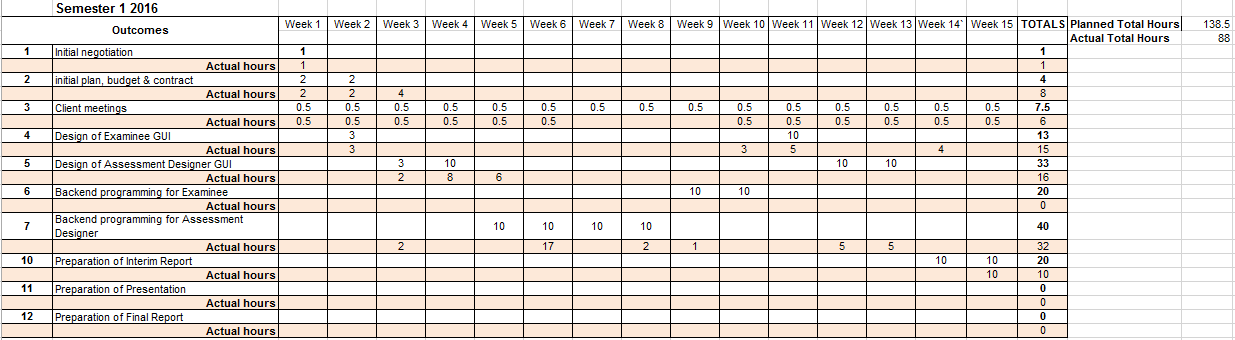 Semester 1 2016
Outcomes Week 1 Week 2 Week 3 Week 4 Week 5 Week 6 Week 7 Week 8 Week 9 Week 10 Week 11 Week 12 Week 13 Week 14` Week 15 TOTALS Planned Total Hours 138.5
Actual Total Hours 88
1 Initial negotiation 1 1
Actual hours 1 1
2 initial plan, budget & contract 2 2 4
Actual hours 2 2 4 8
3 Client meetings 0.5 0.5 0.5 0.5 0.5 0.5 0.5 0.5 0.5 0.5 0.5 0.5 0.5 0.5 0.5 7.5
Actual hours 0.5 0.5 0.5 0.5 0.5 0.5 0.5 0.5 0.5 0.5 0.5 0.5 6
4 Design of Examinee GUI 3 10 13
Actual hours 3 3 5 4 15
5 Design of Assessment Designer GUI 3 10 10 10 33
Actual hours 2 8 6 16
6 Backend programming for Examinee 10 10 20
Actual hours 0
7 Backend programming for Assessment
Designer 10 10 10 10 40
Actual hours 2 17 2 1 5 5 32
10 Preparation of Interim Report 10 10 20
Actual hours 10 10
11 Preparation of Presentation 0
Actual hours 0
12 Preparation of Final Report 0
Actual hours 0